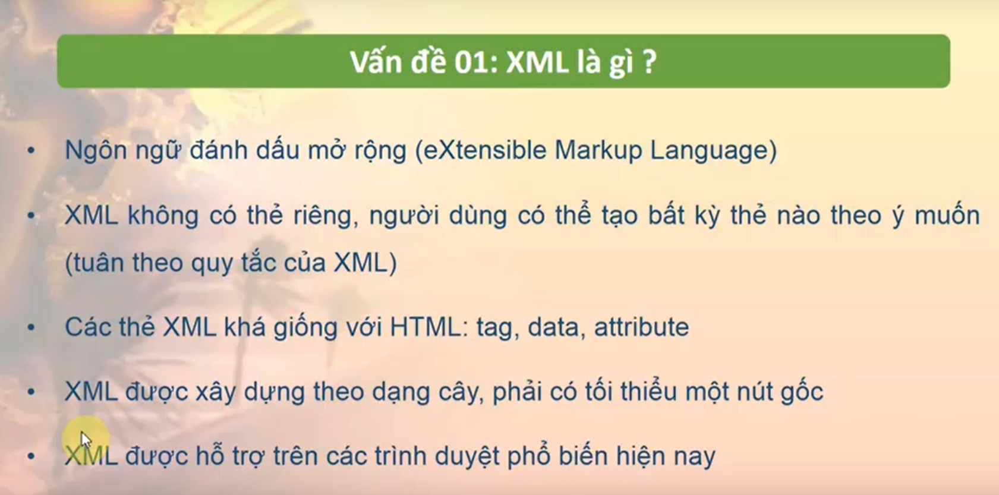 Vấn đề 01: XML là gì ?
• Ngôn ngữ đánh dấu mở rộng (eXtensible Markup Language)
• XML không có thẻ riêng, người dùng có thể tạo bất kỳ thẻ nào theo ý muốn
(tuân theo quy tắc của XML)
• Các thẻ XML khá giống với HTML: tag, data, attribute
• XML được xây dựng theo dạng cây, phải có tối thiểu một nút gốc
• XML được hỗ trợ trên các trình duyệt phổ biến hiện nay